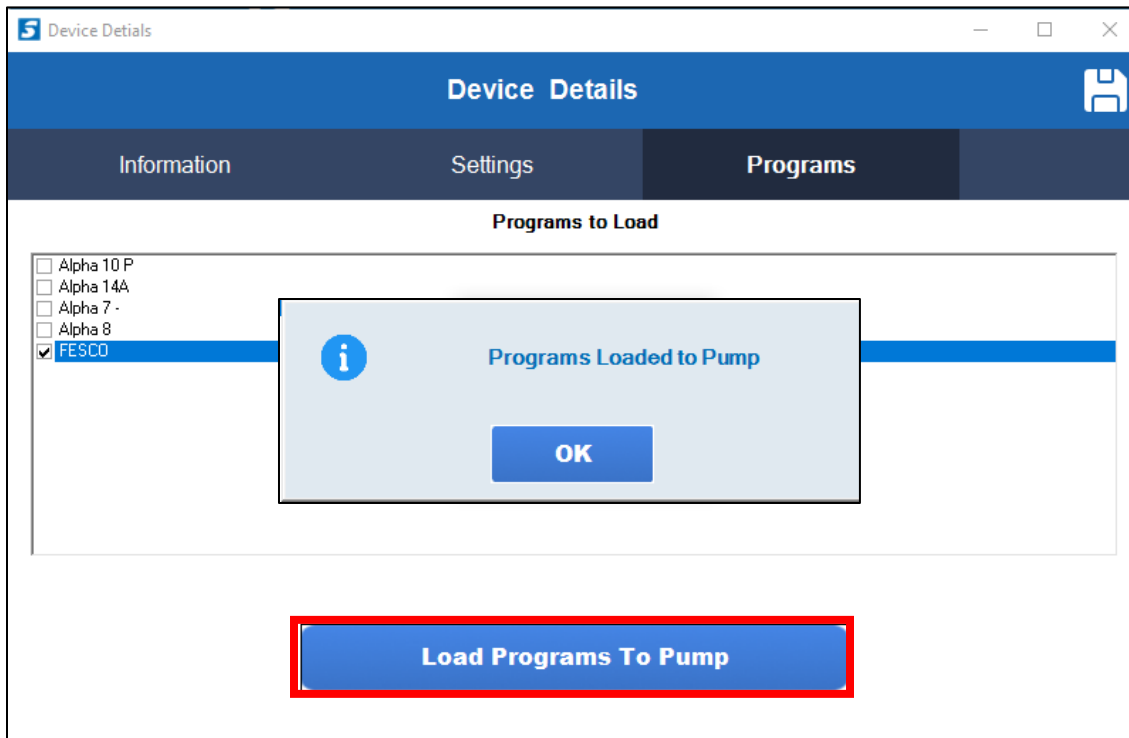 Device Detials
Device Details
Information Settings Programs
Programs to Load
Alpha 10 P
Alpha 14A
Alpha 7 -
Alpha 8
FESCO
Programs Loaded to Pump
OK
Load Programs To Pump